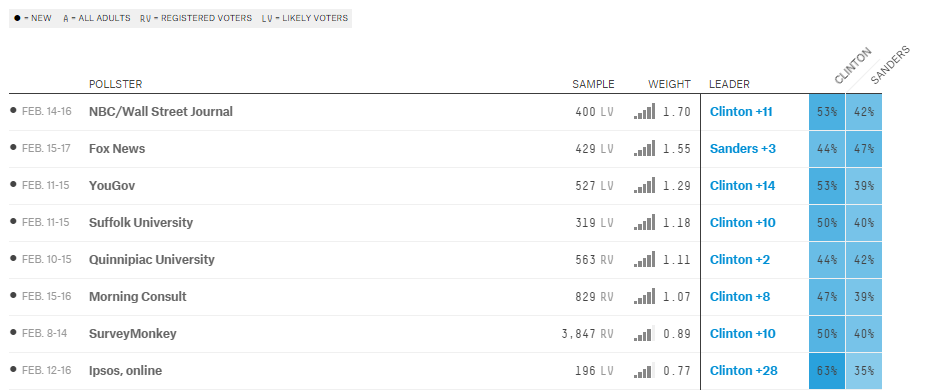 ● = NEW A = ALL ADULTS RV = REGISTERED VOTERS LV = LIKELY VOTERS
POLLSTER SAMPLE WEIGHT LEADER CLINTON SANDERS
● FEB. 14-16 NBC/Wall Street Journal 400 LV 1.70 Clinton +11 53% 42%
● FEB. 15-17 Fox News 429 LV 1.55 Sanders +3 44% 47%
● FEB. 11-15 YouGov 527 LV 1.29 Clinton +14 53% 39%
● FEB. 11-15 Suffolk University 319 LV 1.18 Clinton +10 50% 40%
● FEB. 10-15 Quinnipiac University 563 RV 1.11 Clinton +2 44% 42%
● FEB. 15-16 Morning Consult 829 RV 1.07 Clinton +8 47% 39%
● FEB. 8-14 SurveyMonkey 3,847 RV 0.89 Clinton +10 50% 40%
● FEB. 12-16 Ipsos, online 196 LV 0.77 Clinton +28 63% 35%